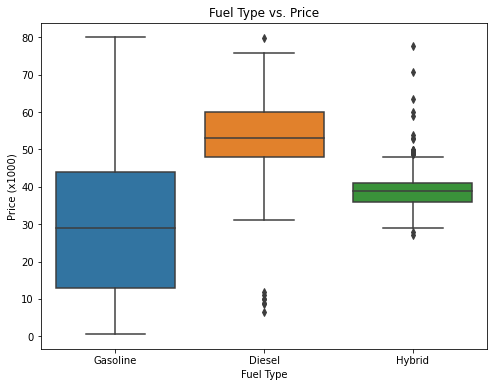 Fuel Type vs. Price
Price (x1000)
80
70
60
50
40
30
20
10
0
Gasoline Diesel Hybrid
Fuel Type